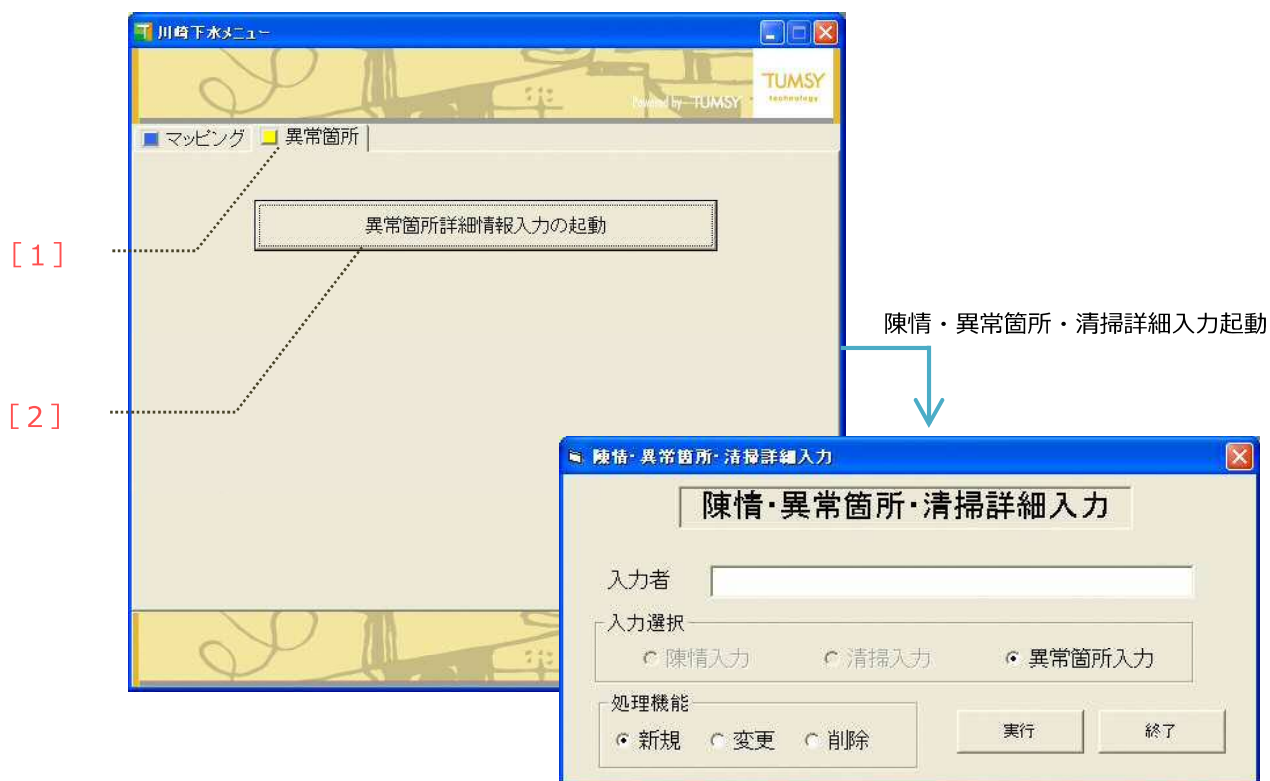 川崎下水メニュー
TUMSY
technology
Powered by TUMSY
マッピング
異常箇所
異常箇所詳細情報入力の起動
［1］
［2］
陳情・異常箇所・清掃詳細入力起動
陳情・異常箇所・清掃詳細入力
陳情・異常箇所・清掃詳細入力
入力者
入力選択
陳情入力 清掃入力 異常箇所入力
処理機能
新規 変更 削除
実行 終了